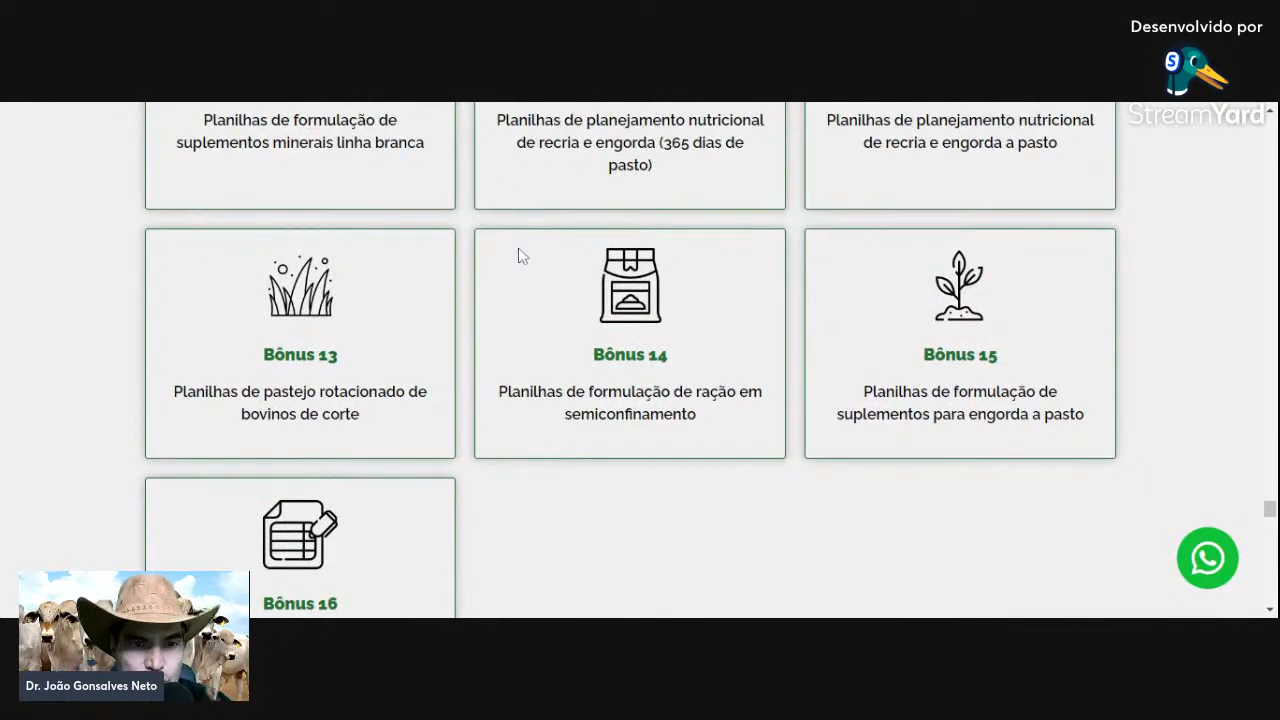 Desenvolvido por
StreamYard
Planilhas de formulação de
suplementos minerais linha branca
Planilhas de planejamento nutricional
de recria e engorda (365 dias de
pasto)
Planilhas de planejamento nutricional
de recria e engorda a pasto
Bônus 13
Planilhas de pastejo rotacionado de
bovinos de corte
Bônus 14
Planilhas de formulação de ração em
semiconfinamento
Bônus 15
Planilhas de formulação de
suplementos para engorda a pasto
Bônus 16
Dr. João Gonsalves Neto